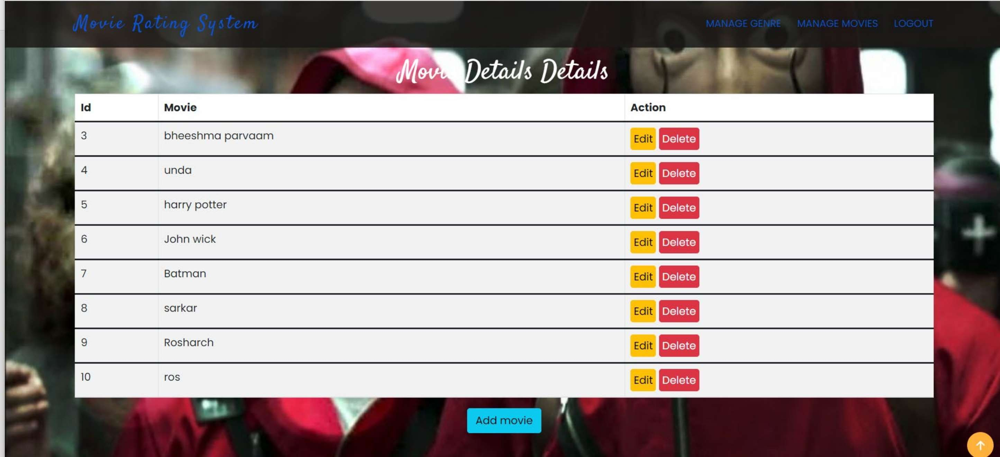 Movie Rating System
MANAGE GENRE MANAGE MOVIES LOGOUT
Movie Details Details
Id Movie Action
3 bheeshma parvaam Edit Delete
4 unda Edit Delete
5 harry potter Edit Delete
6 John wick Edit Delete
7 Batman Edit Delete
8 sarkar Edit Delete
9 Rosharch Edit Delete
10 ros Edit Delete
Add movie